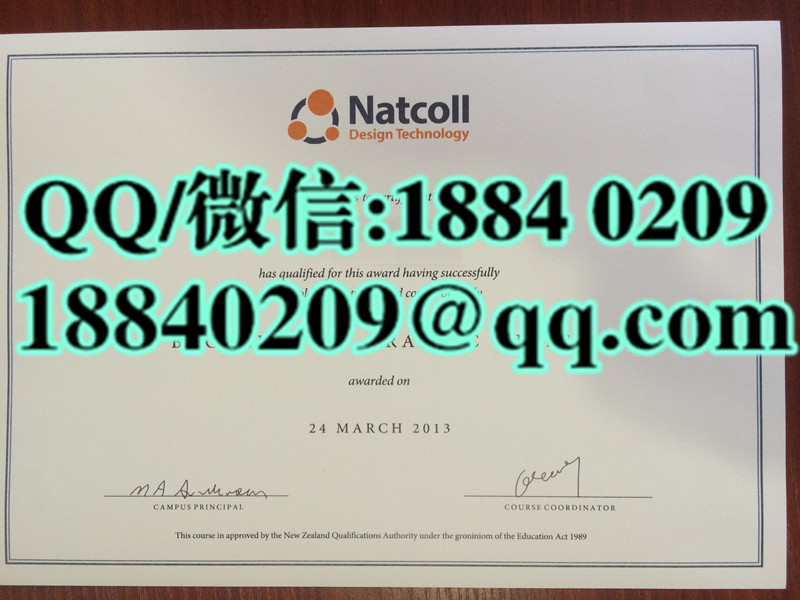 Natcoll
Design Technology
QQ/微信:1884 0209
has qualified for this award having successfully
18840209@qq.com
awarded on
24 MARCH 2013
CAMPUS PRINCIPAL
COURSE COORDINATOR
This course in approved by the New Zealand Qualifications Authority under the groniniom of the Education Act 1989